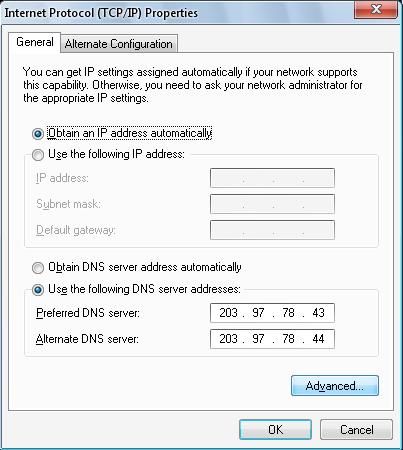 Internet Protocol (TCP/IP) Properties
General Alternate Configuration
You can get IP settings assigned automatically if your network supports
this capability. Otherwise, you need to ask your network administrator for
the appropriate IP settings.
Obtain an IP address automatically
Use the following IP address:
IP address: . . .
Subnet mask: . . .
Default gateway: . . .
Obtain DNS server address automatically
Use the following DNS server addresses:
Preferred DNS server: 203 . 97 . 78 . 43
Alternate DNS server: 203 . 97 . 78 . 44
Advanced...
OK Cancel